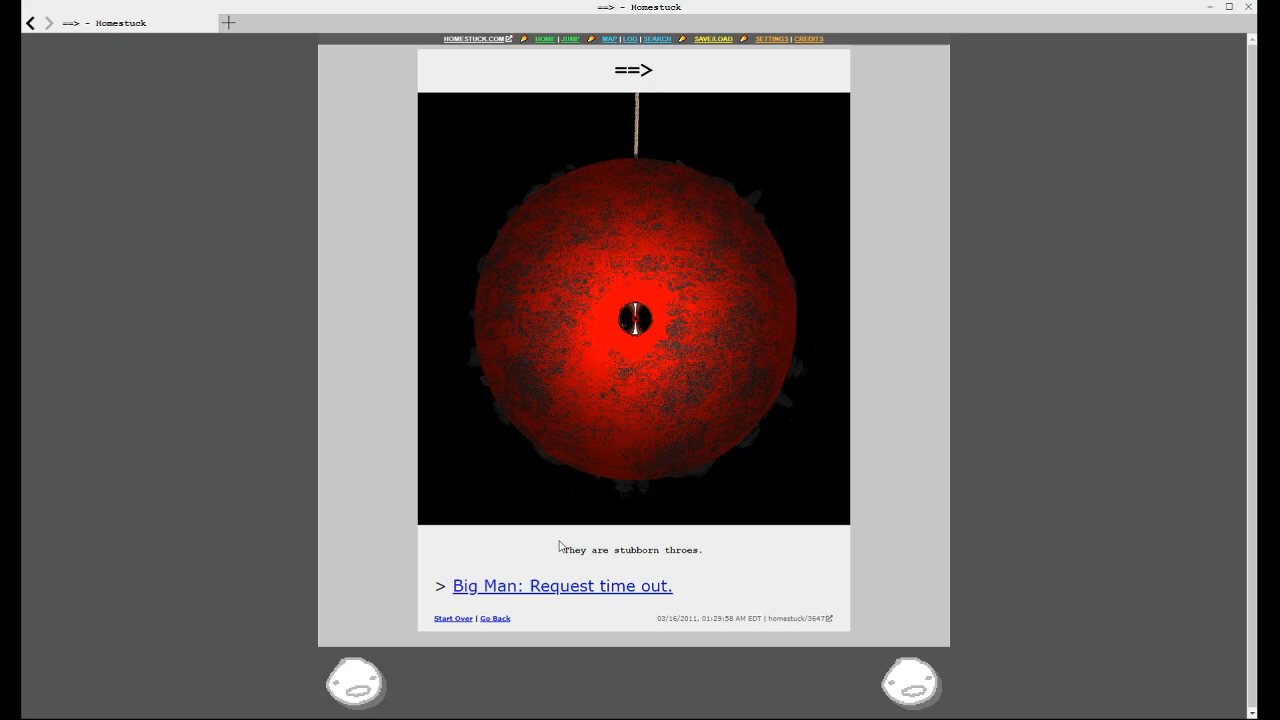 ==> - Homestuck
==> - Homestuck
HOMESTUCK.COM HOME | JUMP MAP | LOG | SEARCH SAVE/LOAD SETTINGS | CREDITS
==>
They are stubborn throes.
> Big Man: Request time out.
Start Over | Go Back 03/16/2011, 01:29:58 AM EDT | homestuck/3647